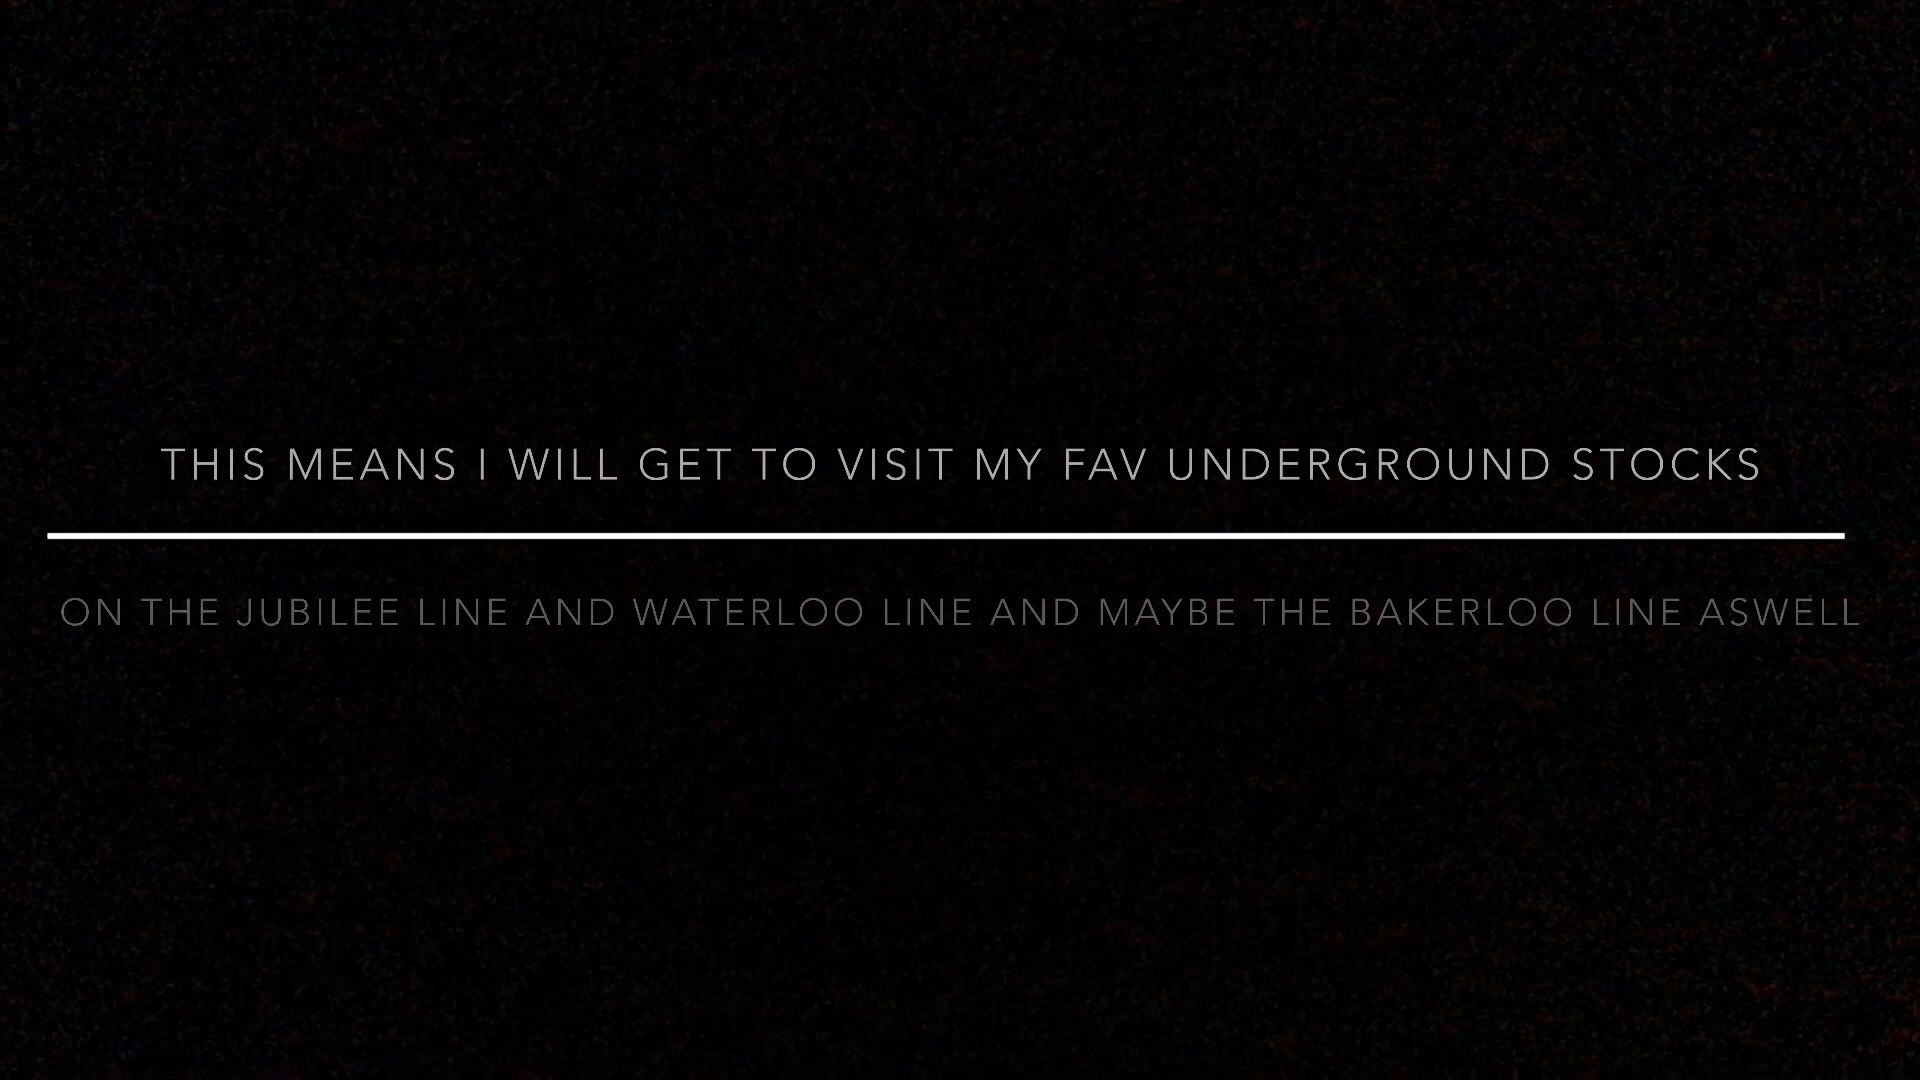 THIS MEANS I WILL GET TO VISIT MY FAV UNDERGROUND STOCKS
ON THE JUBILEE LINE AND WATERLOO LINE AND MAYBE THE BAKERLOO LINE ASWELL